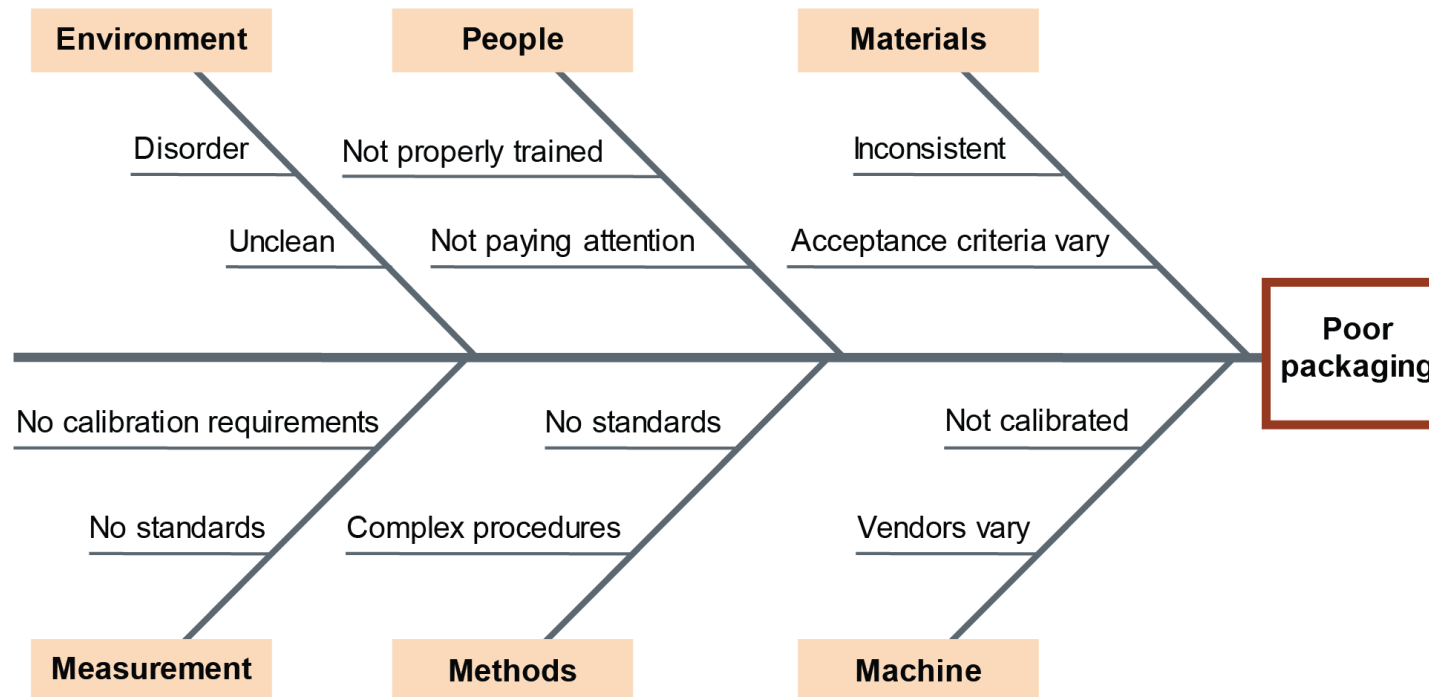 Environment
People
Materials
Disorder
Not properly trained
Inconsistent
Unclean
Not paying attention
Acceptance criteria vary
Poor
packaging
No calibration requirements
No standards
Not calibrated
No standards
Complex procedures
Vendors vary
Measurement
Methods
Machine